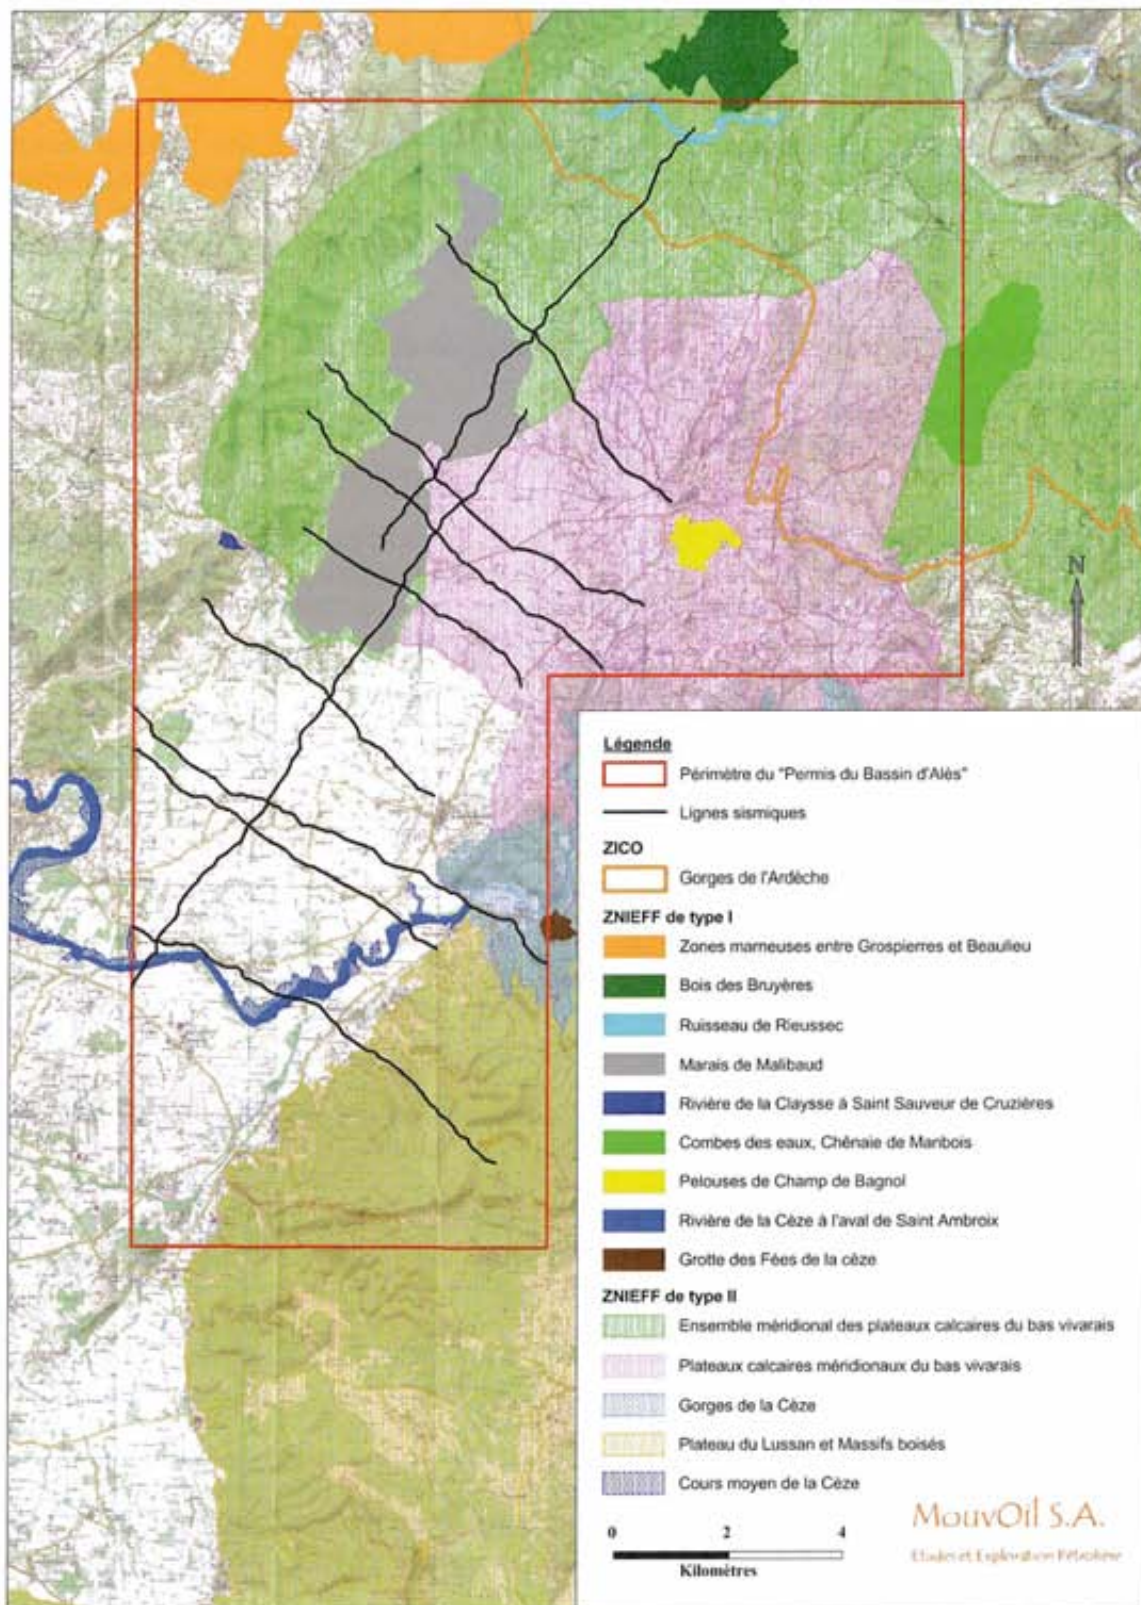 N
Légende
Périmètre du "Permis du Bassin d'Alès"
Lignes sismiques
ZICO
Gorges de l'Ardèche
ZNIEFF de type I
Zones marneuses entre Grospierres et Beaulieu
Bois des Bruyères
Ruisseau de Rieussec
Marais de Malibaud
Rivière de la Claysse à Saint Sauveur de Cruzières
Combes des eaux, Chênaie de Manbois
Pelouses de Champ de Bagnol
Rivière de la Cèze à l'aval de Saint Ambroix
Grotte des Fées de la cèze
ZNIEFF de type II
Ensemble méridional des plateaux calcaires du bas vivarais
Plateaux calcaires méridionaux du bas vivarais
Gorges de la Cèze
Plateau du Lussan et Massifs boisés
Cours moyen de la Cèze
0 2 4
Kilomètres
MouvOil S.A.
Etudes et Exploration Pétrolière